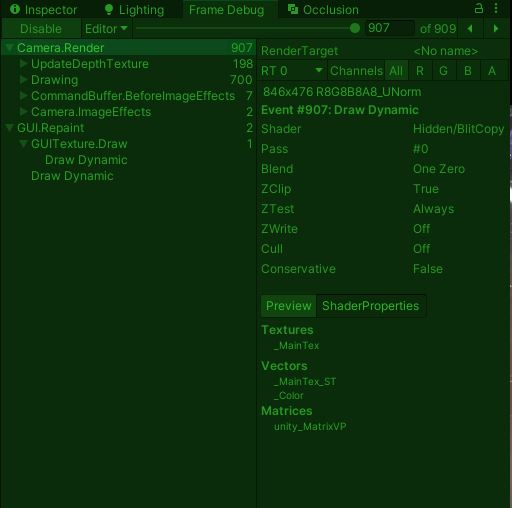 Inspector Lighting Frame Debug Occlusion
Disable Editor 907 of 909
Camera.Render 907
UpdateDepthTexture 198
Drawing 700
CommandBuffer.BeforeImageEffects 7
Camera.ImageEffects 2
GUI.Repaint 2
GUITexture.Draw 1
Draw Dynamic
Draw Dynamic
RenderTarget <No name>
RT 0 Channels All R G B A
846x476 R8G8B8A8_UNorm
Event #907: Draw Dynamic
Shader Hidden/BlitCopy
Pass #0
Blend One Zero
ZClip True
ZTest Always
ZWrite Off
Cull Off
Conservative False
Preview ShaderProperties
Textures
_MainTex
Vectors
_MainTex_ST
_Color
Matrices
unity_MatrixVP